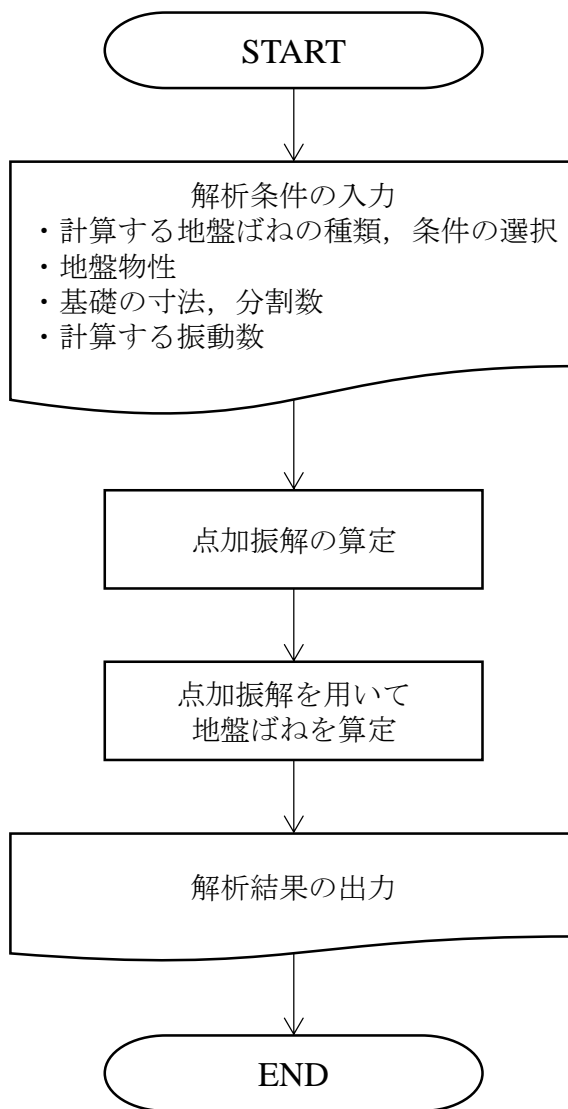 START
解析条件の入力
・計算する地盤ばねの種類，条件の選択
・地盤物性
・基礎の寸法，分割数
・計算する振動数
点加振解の算定
点加振解を用いて
地盤ばねを算定
解析結果の出力
END